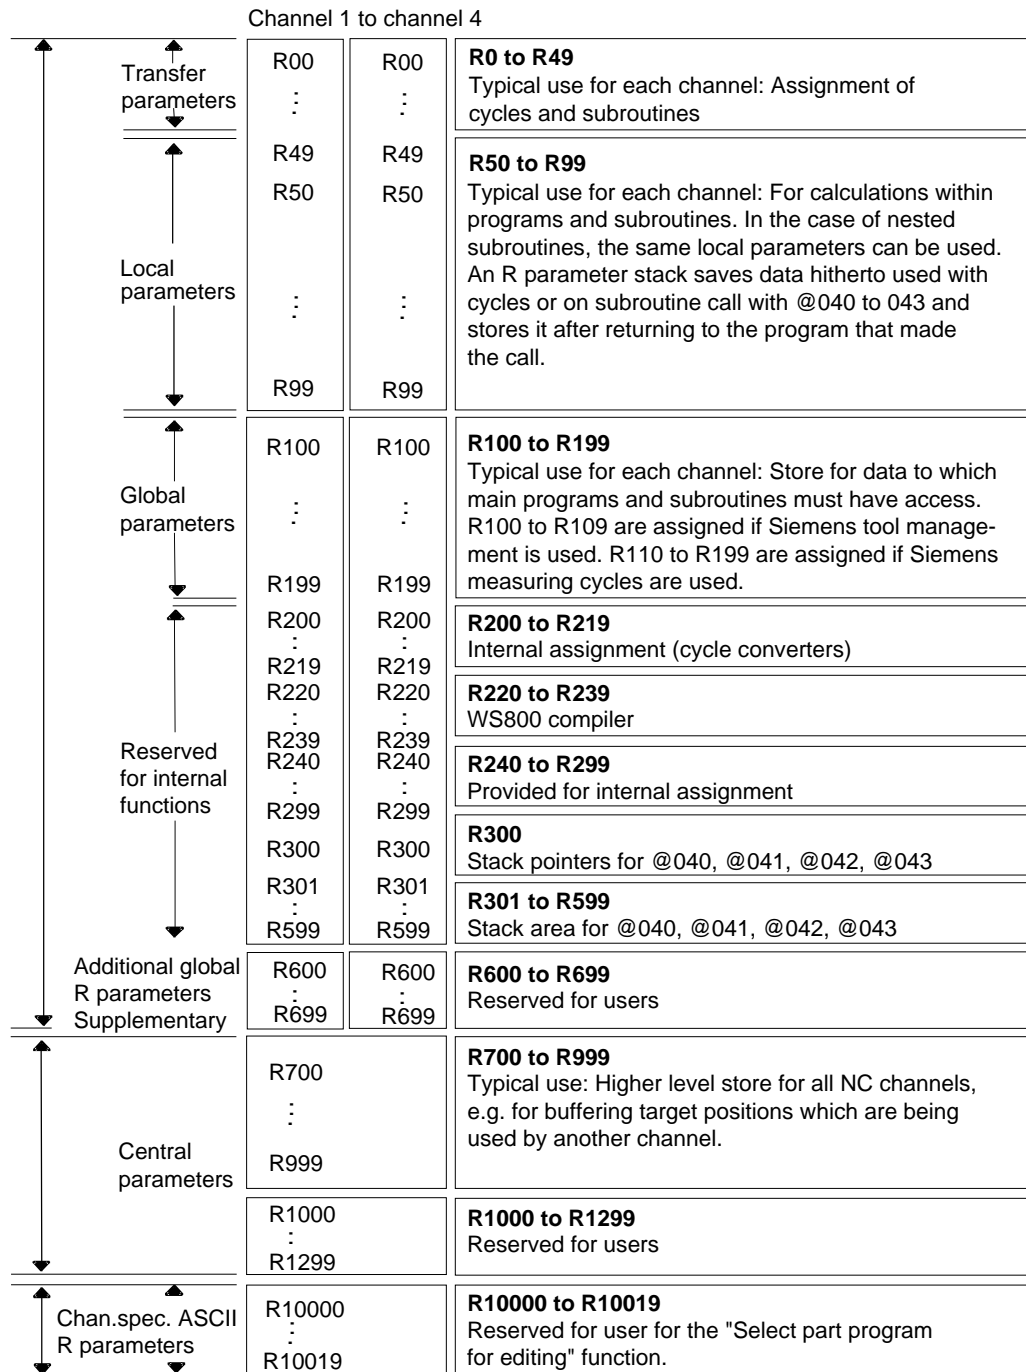 Channel 1 to channel 4
Transfer
parameters
R00
R00
:
:
R0 to R49
Typical use for each channel: Assignment of
cycles and subroutines
Local
parameters
R49
R49
R50
R50
:
:
R99
R99
R50 to R99
Typical use for each channel: For calculations within
programs and subroutines. In the case of nested
subroutines, the same local parameters can be used.
An R parameter stack saves data hitherto used with
cycles or on subroutine call with @040 to 043 and
stores it after returning to the program that made
the call.
Global
parameters
R100
R100
:
:
R199
R199
R100 to R199
Typical use for each channel: Store for data to which
main programs and subroutines must have access.
R100 to R109 are assigned if Siemens tool manage-
ment is used. R110 to R199 are assigned if Siemens
measuring cycles are used.
Reserved
for internal
functions
R200
R200
:
:
R219
R219
R200 to R219
Internal assignment (cycle converters)
R220
R220
:
:
R239
R239
R220 to R239
WS800 compiler
R240
R240
:
:
R299
R299
R240 to R299
Provided for internal assignment
R300
R300
R300
Stack pointers for @040, @041, @042, @043
R301
R301
:
:
R599
R599
R301 to R599
Stack area for @040, @041, @042, @043
Additional global
R parameters
Supplementary
R600
R600
:
:
R699
R699
R600 to R699
Reserved for users
Central
parameters
R700
:
R999
R700 to R999
Typical use: Higher level store for all NC channels,
e.g. for buffering target positions which are being
used by another channel.
R1000
:
R1299
R1000 to R1299
Reserved for users
Chan.spec. ASCII
R parameters
R10000
:
R10019
R10000 to R10019
Reserved for user for the "Select part program
for editing" function.